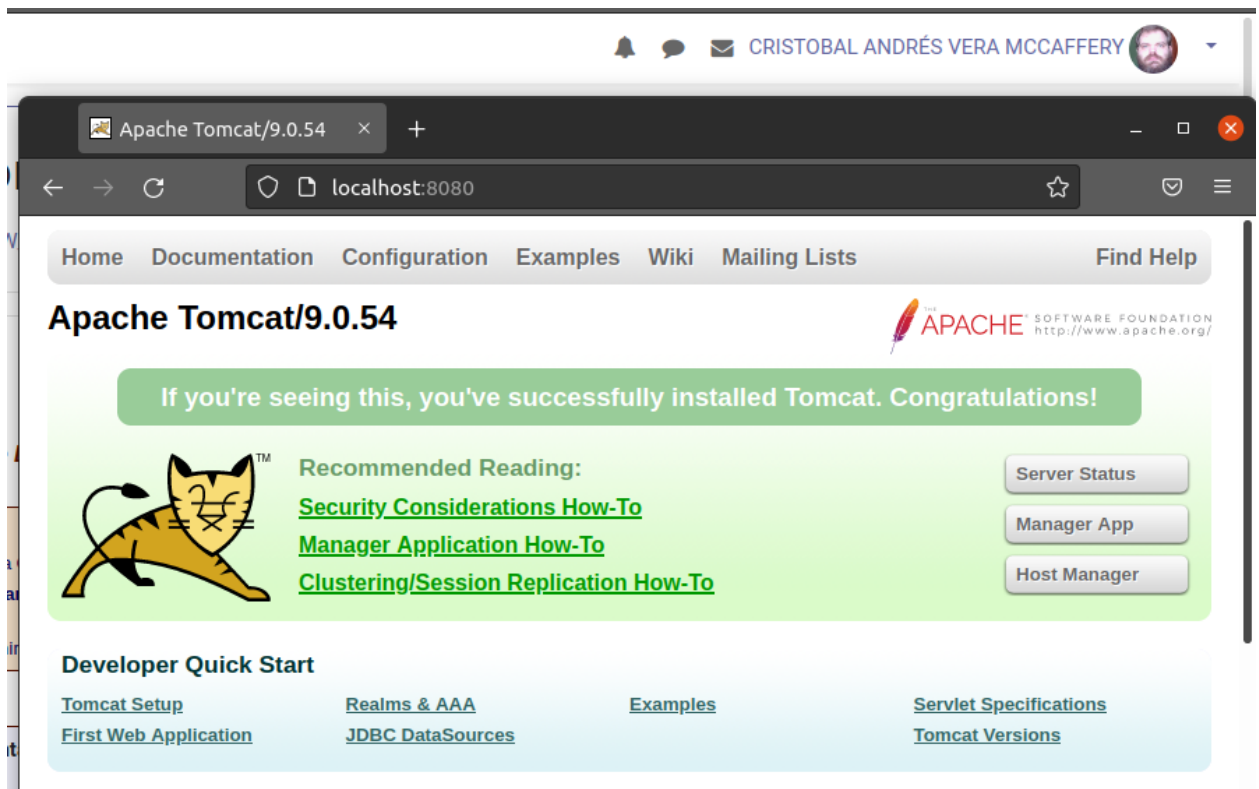 CRISTOBAL ANDRÉS VERA MCCAFFERY
Apache Tomcat/9.0.54
localhost:8080
Home Documentation Configuration Examples Wiki Mailing Lists Find Help
Apache Tomcat/9.0.54
THE
APACHE SOFTWARE FOUNDATION
http://www.apache.org/
If you're seeing this, you've successfully installed Tomcat. Congratulations!
TM
Recommended Reading:
Security Considerations How-To
Manager Application How-To
Clustering/Session Replication How-To
Server Status
Manager App
Host Manager
Developer Quick Start
Tomcat Setup Realms & AAA Examples Servlet Specifications
First Web Application JDBC DataSources Tomcat Versions